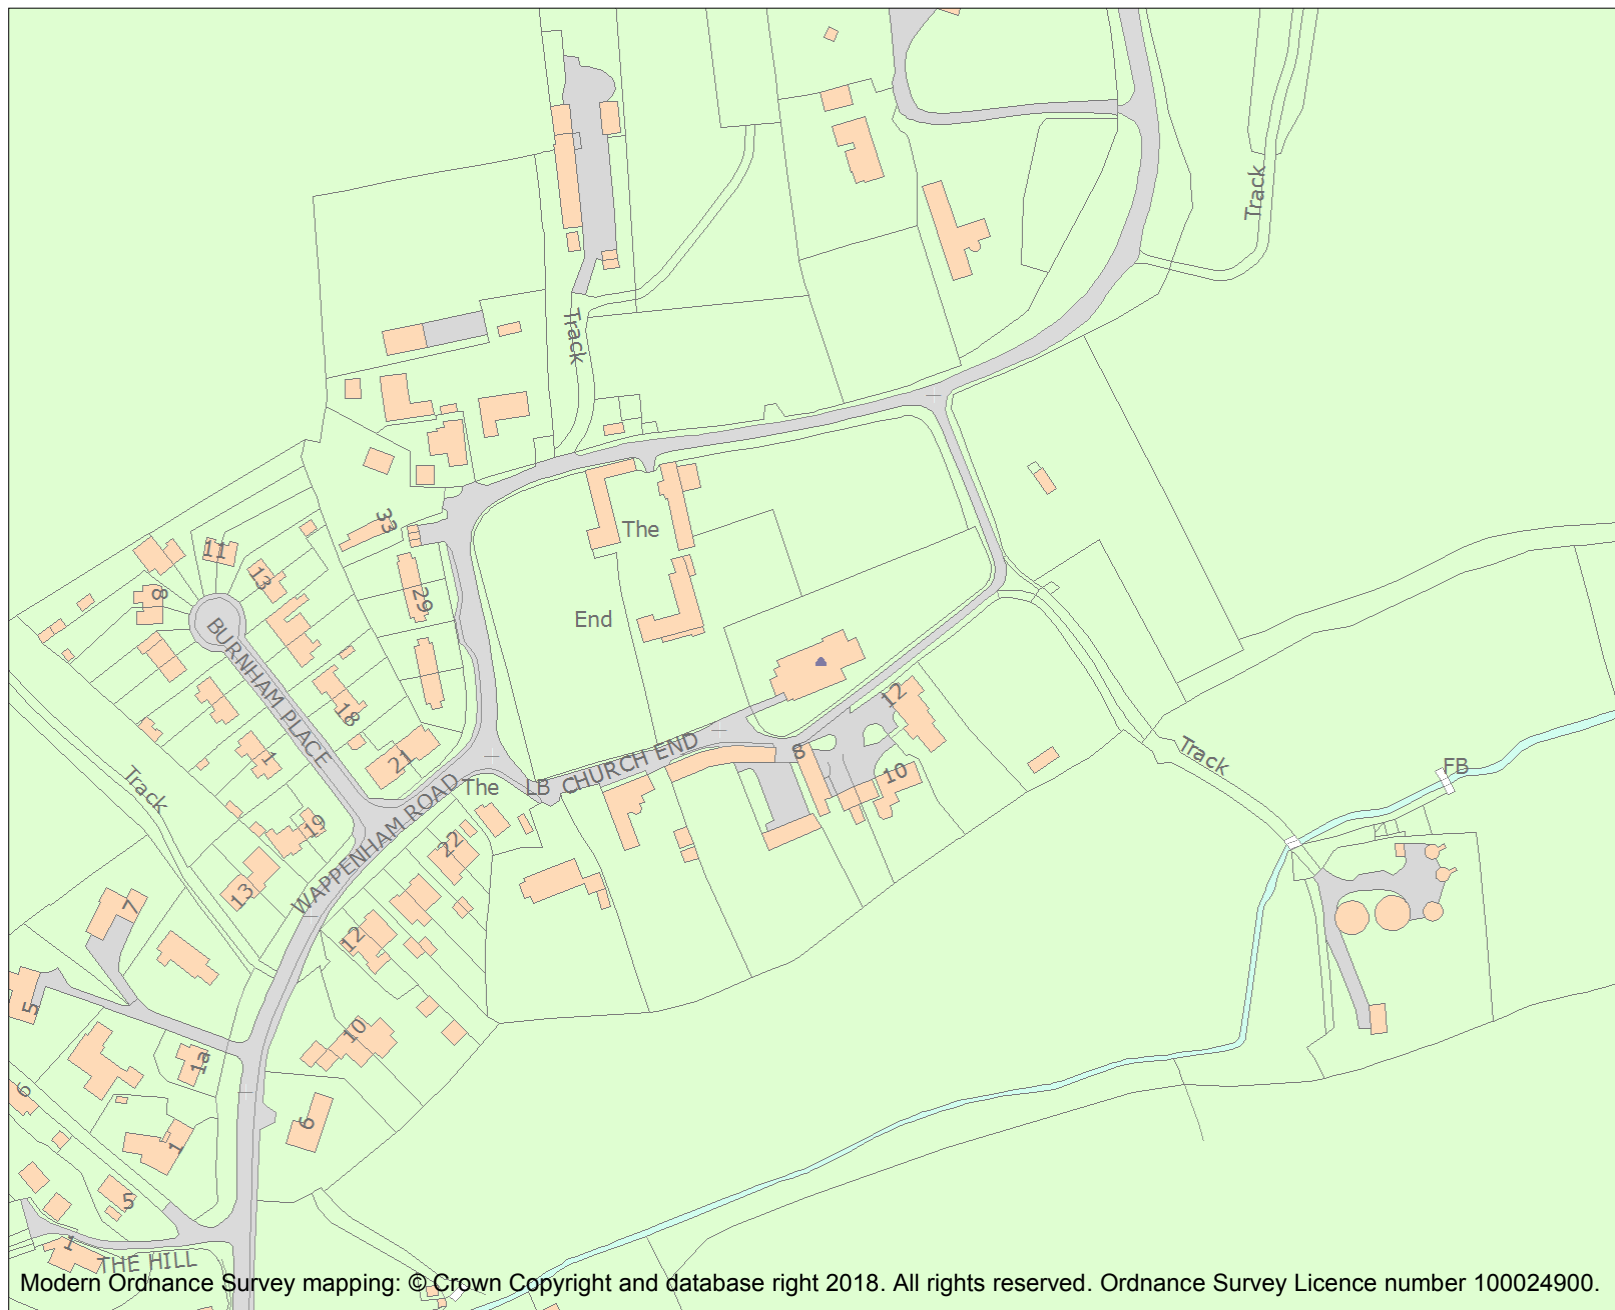 Track
Track
33
The
11
13
8
29
End
BURNHAM PLACE
18
12
1
21
CHURCH END
8
Track
Track
The
LB
10
FB
WAPPENHAM ROAD
19
22
13
7
12
5
10
1a
6
6
1
5
1
THE HILL
Modern Ordnance Survey mapping: © Crown Copyright and database right 2018. All rights reserved. Ordnance Survey Licence number 100024900.